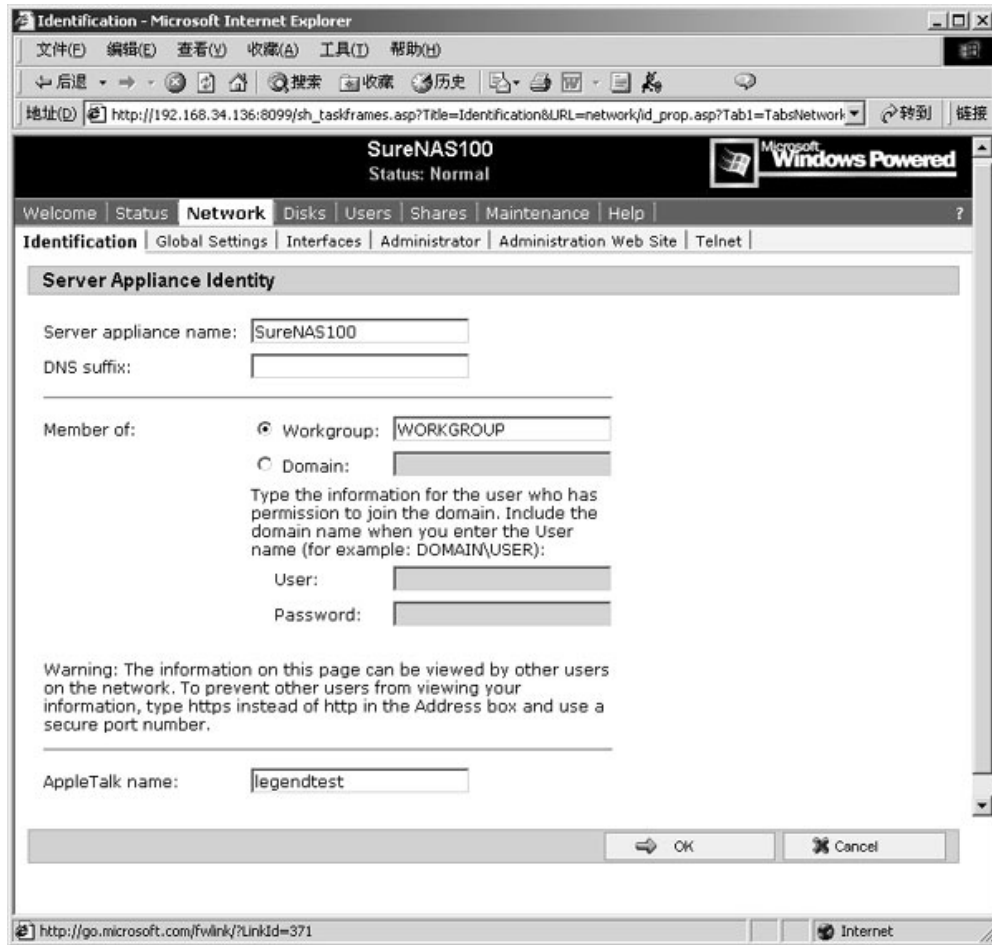 Identification - Microsoft Internet Explorer
文件(F) 编辑(E) 查看(V) 收藏(A) 工具(T) 帮助(H)
后退 搜索 收藏 历史
地址(D) http://192.168.34.136:8099/sh_taskframes.asp?Title=Identification&URL=network/id_prop.asp?Tab1=TabsNetwork 转到 链接
SureNAS100
Status: Normal
Microsoft
Windows Powered
Welcome | Status | Network | Disks | Users | Shares | Maintenance | Help | ?
Identification | Global Settings | Interfaces | Administrator | Administration Web Site | Telnet |
Server Appliance Identity
Server appliance name: SureNAS100
DNS suffix:
Member of: Workgroup: WORKGROUP
Domain:
Type the information for the user who has
permission to join the domain. Include the
domain name when you enter the User
name (for example: DOMAIN\USER):
User:
Password:
Warning: The information on this page can be viewed by other users
on the network. To prevent other users from viewing your
information, type https instead of http in the Address box and use a
secure port number.
AppleTalk name: legendtest
OK Cancel
http://go.microsoft.com/fwlink/?LinkId=371 Internet